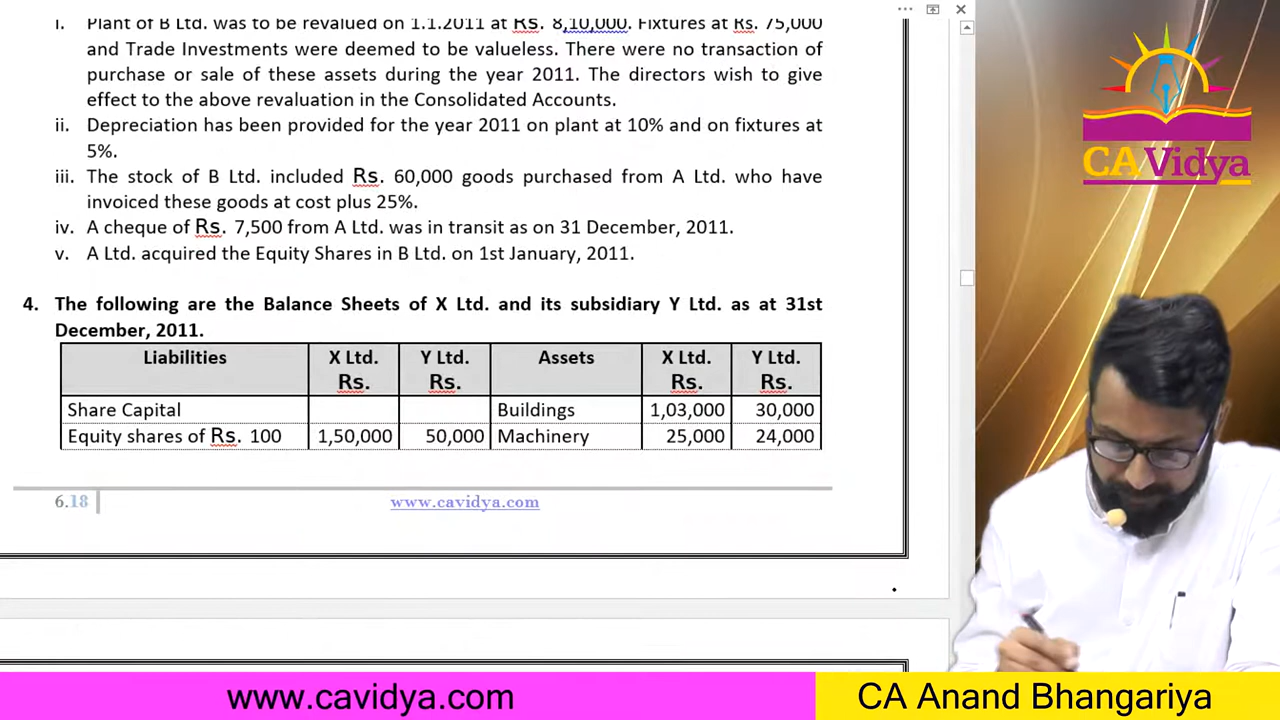 i. Plant of B Ltd. was to be revalued on 1.1.2011 at Rs. 8,10,000. Fixtures at Rs. 75,000
and Trade Investments were deemed to be valueless. There were no transaction of
purchase or sale of these assets during the year 2011. The directors wish to give
effect to the above revaluation in the Consolidated Accounts.
ii. Depreciation has been provided for the year 2011 on plant at 10% and on fixtures at
5%.
iii. The stock of B Ltd. included Rs. 60,000 goods purchased from A Ltd. who have
invoiced these goods at cost plus 25%.
iv. A cheque of Rs. 7,500 from A Ltd. was in transit as on 31 December, 2011.
v. A Ltd. acquired the Equity Shares in B Ltd. on 1st January, 2011.
4. The following are the Balance Sheets of X Ltd. and its subsidiary Y Ltd. as at 31st
December, 2011.
Liabilities X Ltd. Rs. Y Ltd. Rs. Assets X Ltd. Rs. Y Ltd. Rs.
Share Capital Buildings 1,03,000 30,000
Equity shares of Rs. 100 1,50,000 50,000 Machinery 25,000 24,000
6.18 www.cavidya.com
CA Vidya
www.cavidya.com
CA Anand Bhangariya